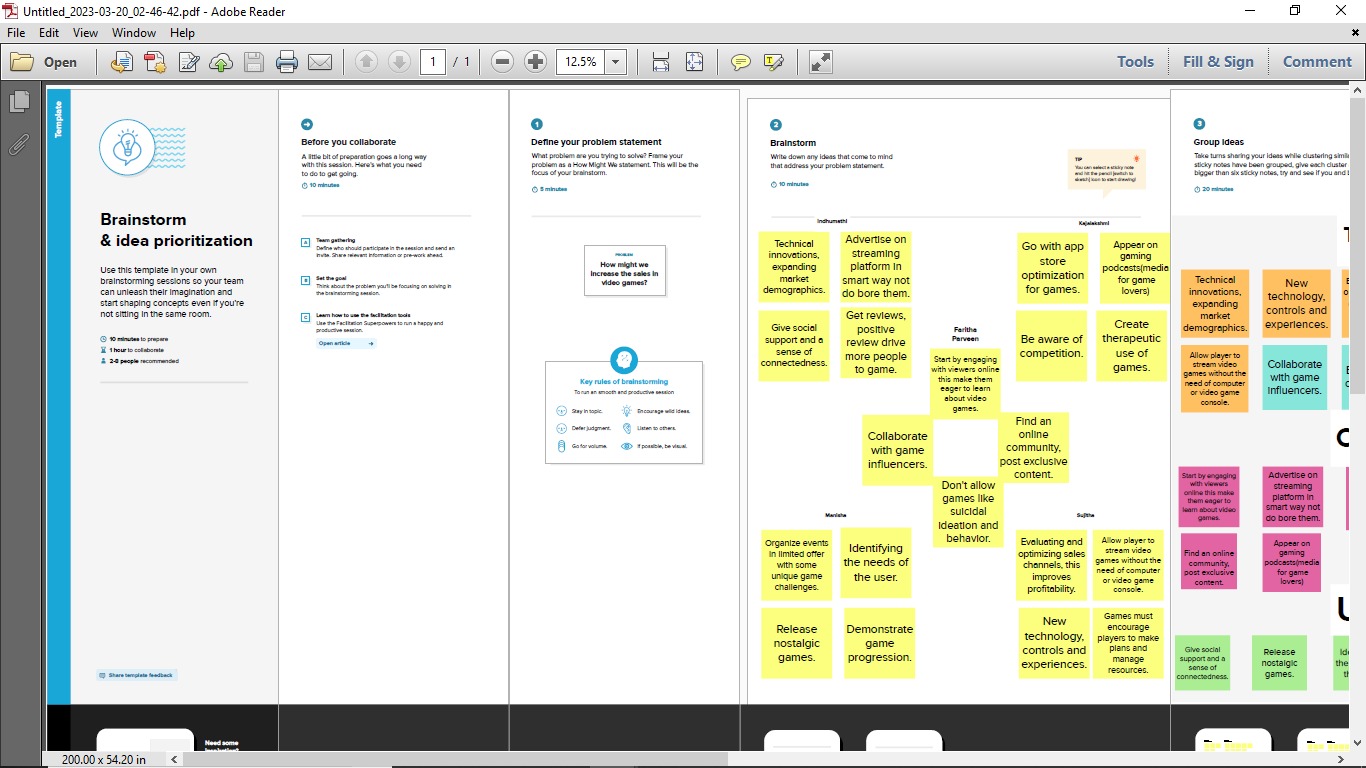 Untitled_2023-03-20_02-46-42.pdf - Adobe Reader
File Edit View Window Help
Open
1 / 1
12.5%
Tools Fill & Sign Comment
Template
Brainstorm
& idea prioritization
Use this template in your own
brainstorming sessions so your team
can unleash their imagination and
start shaping concepts even if you're
not sitting in the same room.
10 minutes to prepare
1 hour to collaborate
2-8 people recommended
Share template feedback
Need some
Before you collaborate
A little bit of preparation goes a long way
with this session. Here's what you need
to do to get going.
10 minutes
A
Team gathering
Define who should participate in the session and send an
invite. Share relevant information or pre-work ahead.
B
Set the goal
Think about the problem you'll be focusing on solving in
the brainstorming session.
C
Learn how to use the facilitation tools
Use the Facilitation Superpowers to run a happy and
productive session.
Open article
1
Define your problem statement
What problem are you trying to solve? Frame your
problem as a How Might We statement. This will be the
focus of your brainstorm.
5 minutes
PROBLEM
How might we
increase the sales in
video games?
Key rules of brainstorming
To run an smooth and productive session
Stay in topic.
Encourage wild ideas.
Defer judgment.
Listen to others.
Go for volume.
If possible, be visual.
2
Brainstorm
Write down any ideas that come to mind
that address your problem statement.
10 minutes
TIP
You can select a sticky note
and hit the pencil [switch to
sketch] icon to start drawing!
Indhumathi
Technical
innovations,
expanding
market
demographics.
Advertise on
streaming
platform in
smart way not
do bore them.
Give social
support and a
sense of
connectedness.
Get reviews,
positive
review drive
more people
to game.
Kajalakshmi
Go with app
store
optimization
for games.
Appear on
gaming
podcasts(media
for game
lovers)
Be aware of
competition.
Create
therapeutic
use of
games.
Faritha
Parveen
Start by engaging
with viewers online
this make them
eager to learn
about video
games.
Collaborate
with game
influencers.
Find an
online
community,
post exclusive
content.
Don't allow
games like
suicidal
ideation and
behavior.
Manisha
Organize events
in limited offer
with some
unique game
challenges.
Identifying
the needs of
the user.
Release
nostalgic
games.
Demonstrate
game
progression.
Sujitha
Evaluating and
optimizing sales
channels, this
improves
profitability.
Allow player to
stream video
games without the
need of computer
or video game
console.
New
technology,
controls and
experiences.
Games must
encourage
players to make
plans and
manage
resources.
3
Group ideas
Take turns sharing your ideas while clustering
sticky notes have been grouped, give each cluster
bigger than six sticky notes, try and see if you and
20 minutes
Technical
innovations,
expanding
market
demographics.
New
technology,
controls and
experiences.
Allow player to
stream video
games without the
need of computer
or video game
console.
Collaborate
with game
influencers.
Start by engaging
with viewers
online this make
them eager to
learn about video
games.
Advertise on
streaming
platform in
smart way not
do bore them.
Find an online
community,
post exclusive
content.
Appear on
gaming
podcasts(media
for game
lovers)
Give social
support and a
sense of
connectedness.
Release
nostalgic
games.
200.00 x 54.20 in